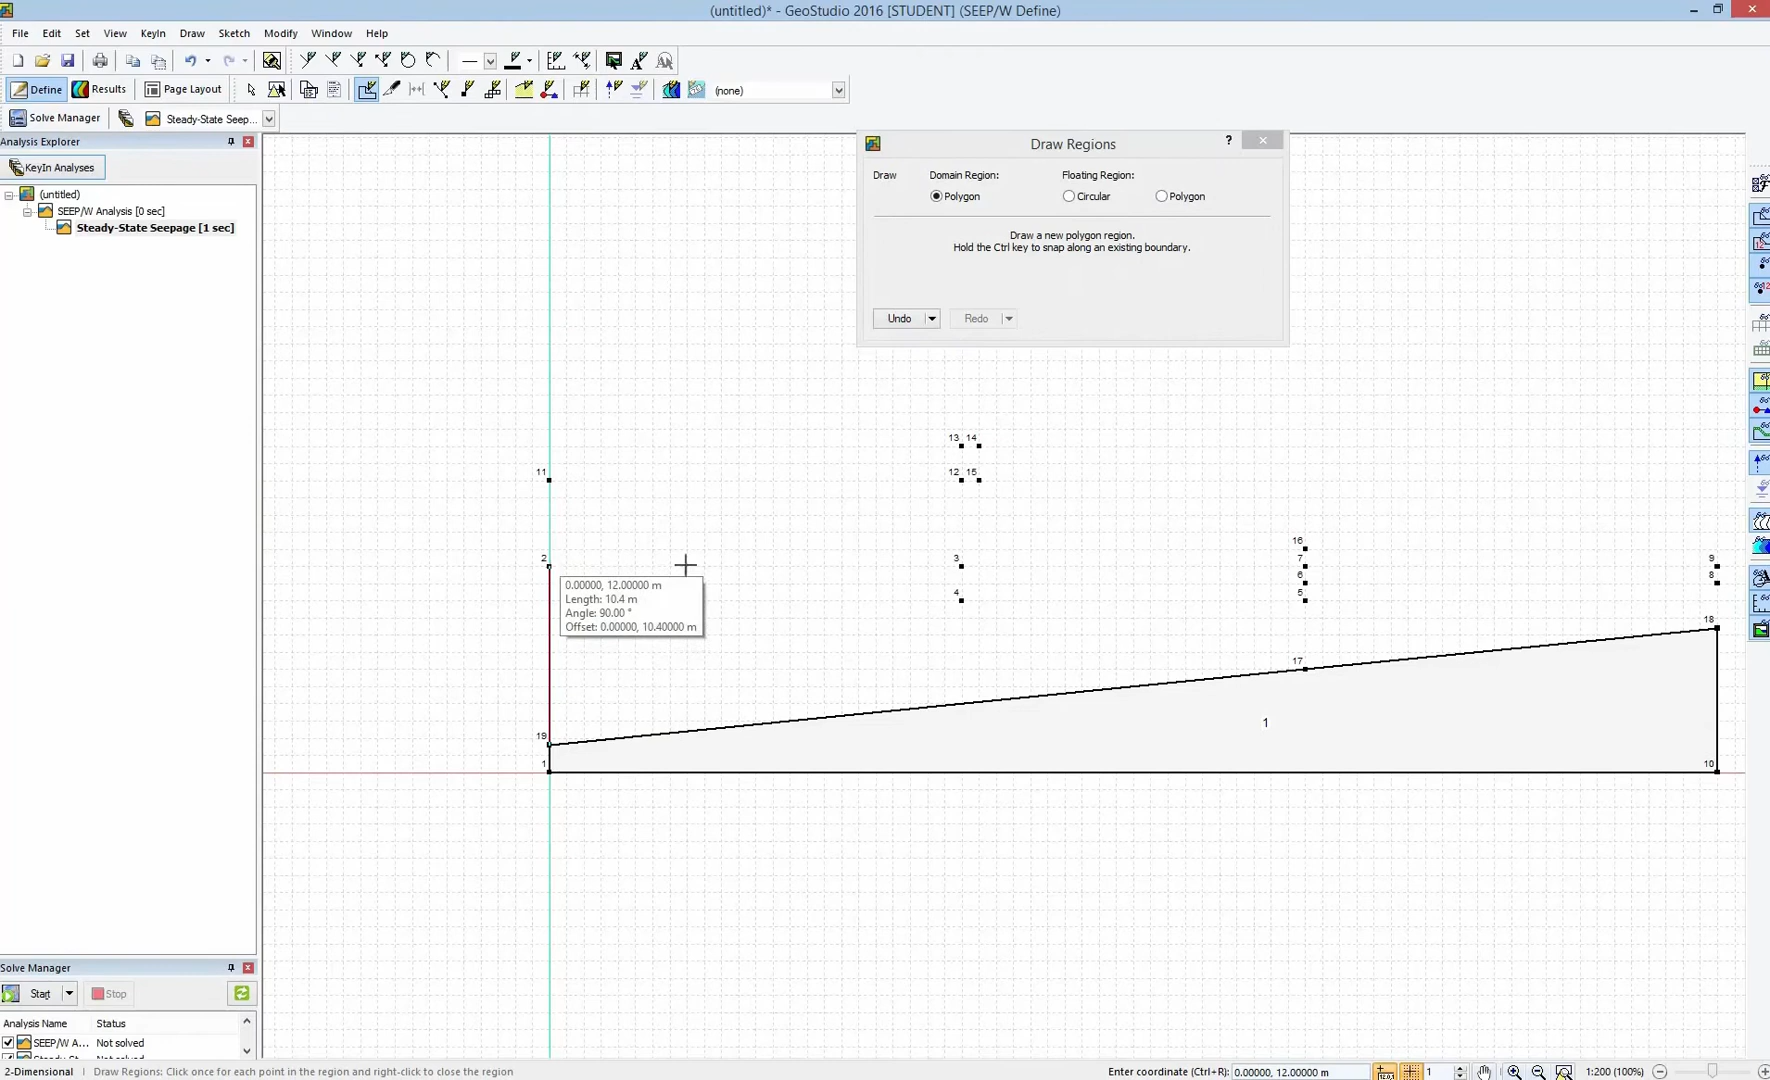 (untitled)* - GeoStudio 2016 [STUDENT] (SEEP/W Define)
File Edit Set View KeyIn Draw Sketch Modify Window Help
Define Results Page Layout (none)
Solve Manager Steady-State Seep...
Analysis Explorer
KeyIn Analyses
(untitled)
SEEP/W Analysis [0 sec]
Steady-State Seepage [1 sec]
Draw Regions
?
Draw Domain Region: Floating Region:
Polygon Circular Polygon
Draw a new polygon region.
Hold the Ctrl key to snap along an existing boundary.
Undo Redo
13 14
11 12 15
16
2 3 7 9
4 5 6 8
0.00000, 12.00000 m
Length: 10.4 m
Angle: 90.00 °
Offset: 0.00000, 10.40000 m
18
17
1
19
1 10
Solve Manager
Start Stop
Analysis Name Status
SEEP/W A... Not solved
2-Dimensional Draw Regions: Click once for each point in the region and right-click to close the region Enter coordinate (Ctrl+R): 0.00000, 12.00000 m 1 1:200 (100%)